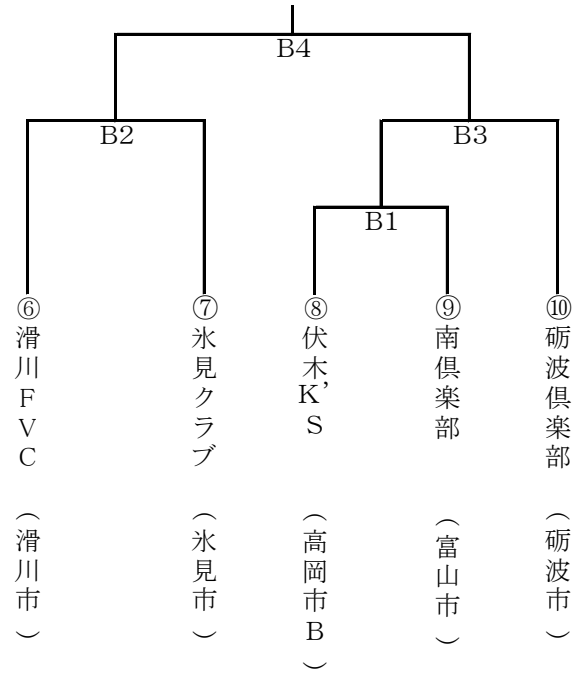 B4
B2
B3
B1
⑥滑川FVC（滑川市）
⑦氷見クラブ（氷見市）
⑧伏木K’S（高岡市B）
⑨南倶楽部（富山市）
⑩砺波倶楽部（砺波市）